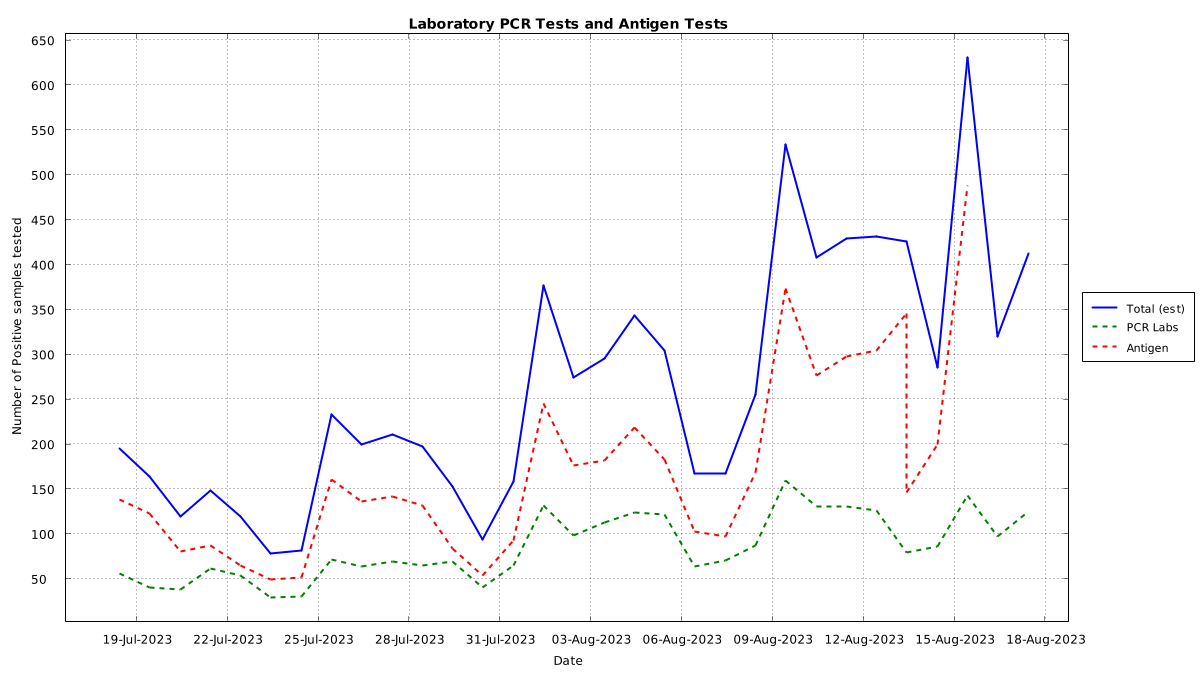 Laboratory PCR Tests and Antigen Tests
650
600
550
500
450
400
350
300
250
200
150
100
50
Number of Positive samples tested
19-Jul-2023 22-Jul-2023 25-Jul-2023 28-Jul-2023 31-Jul-2023 03-Aug-2023 06-Aug-2023 09-Aug-2023 12-Aug-2023 15-Aug-2023 18-Aug-2023
Date
Total (est)
PCR Labs
Antigen